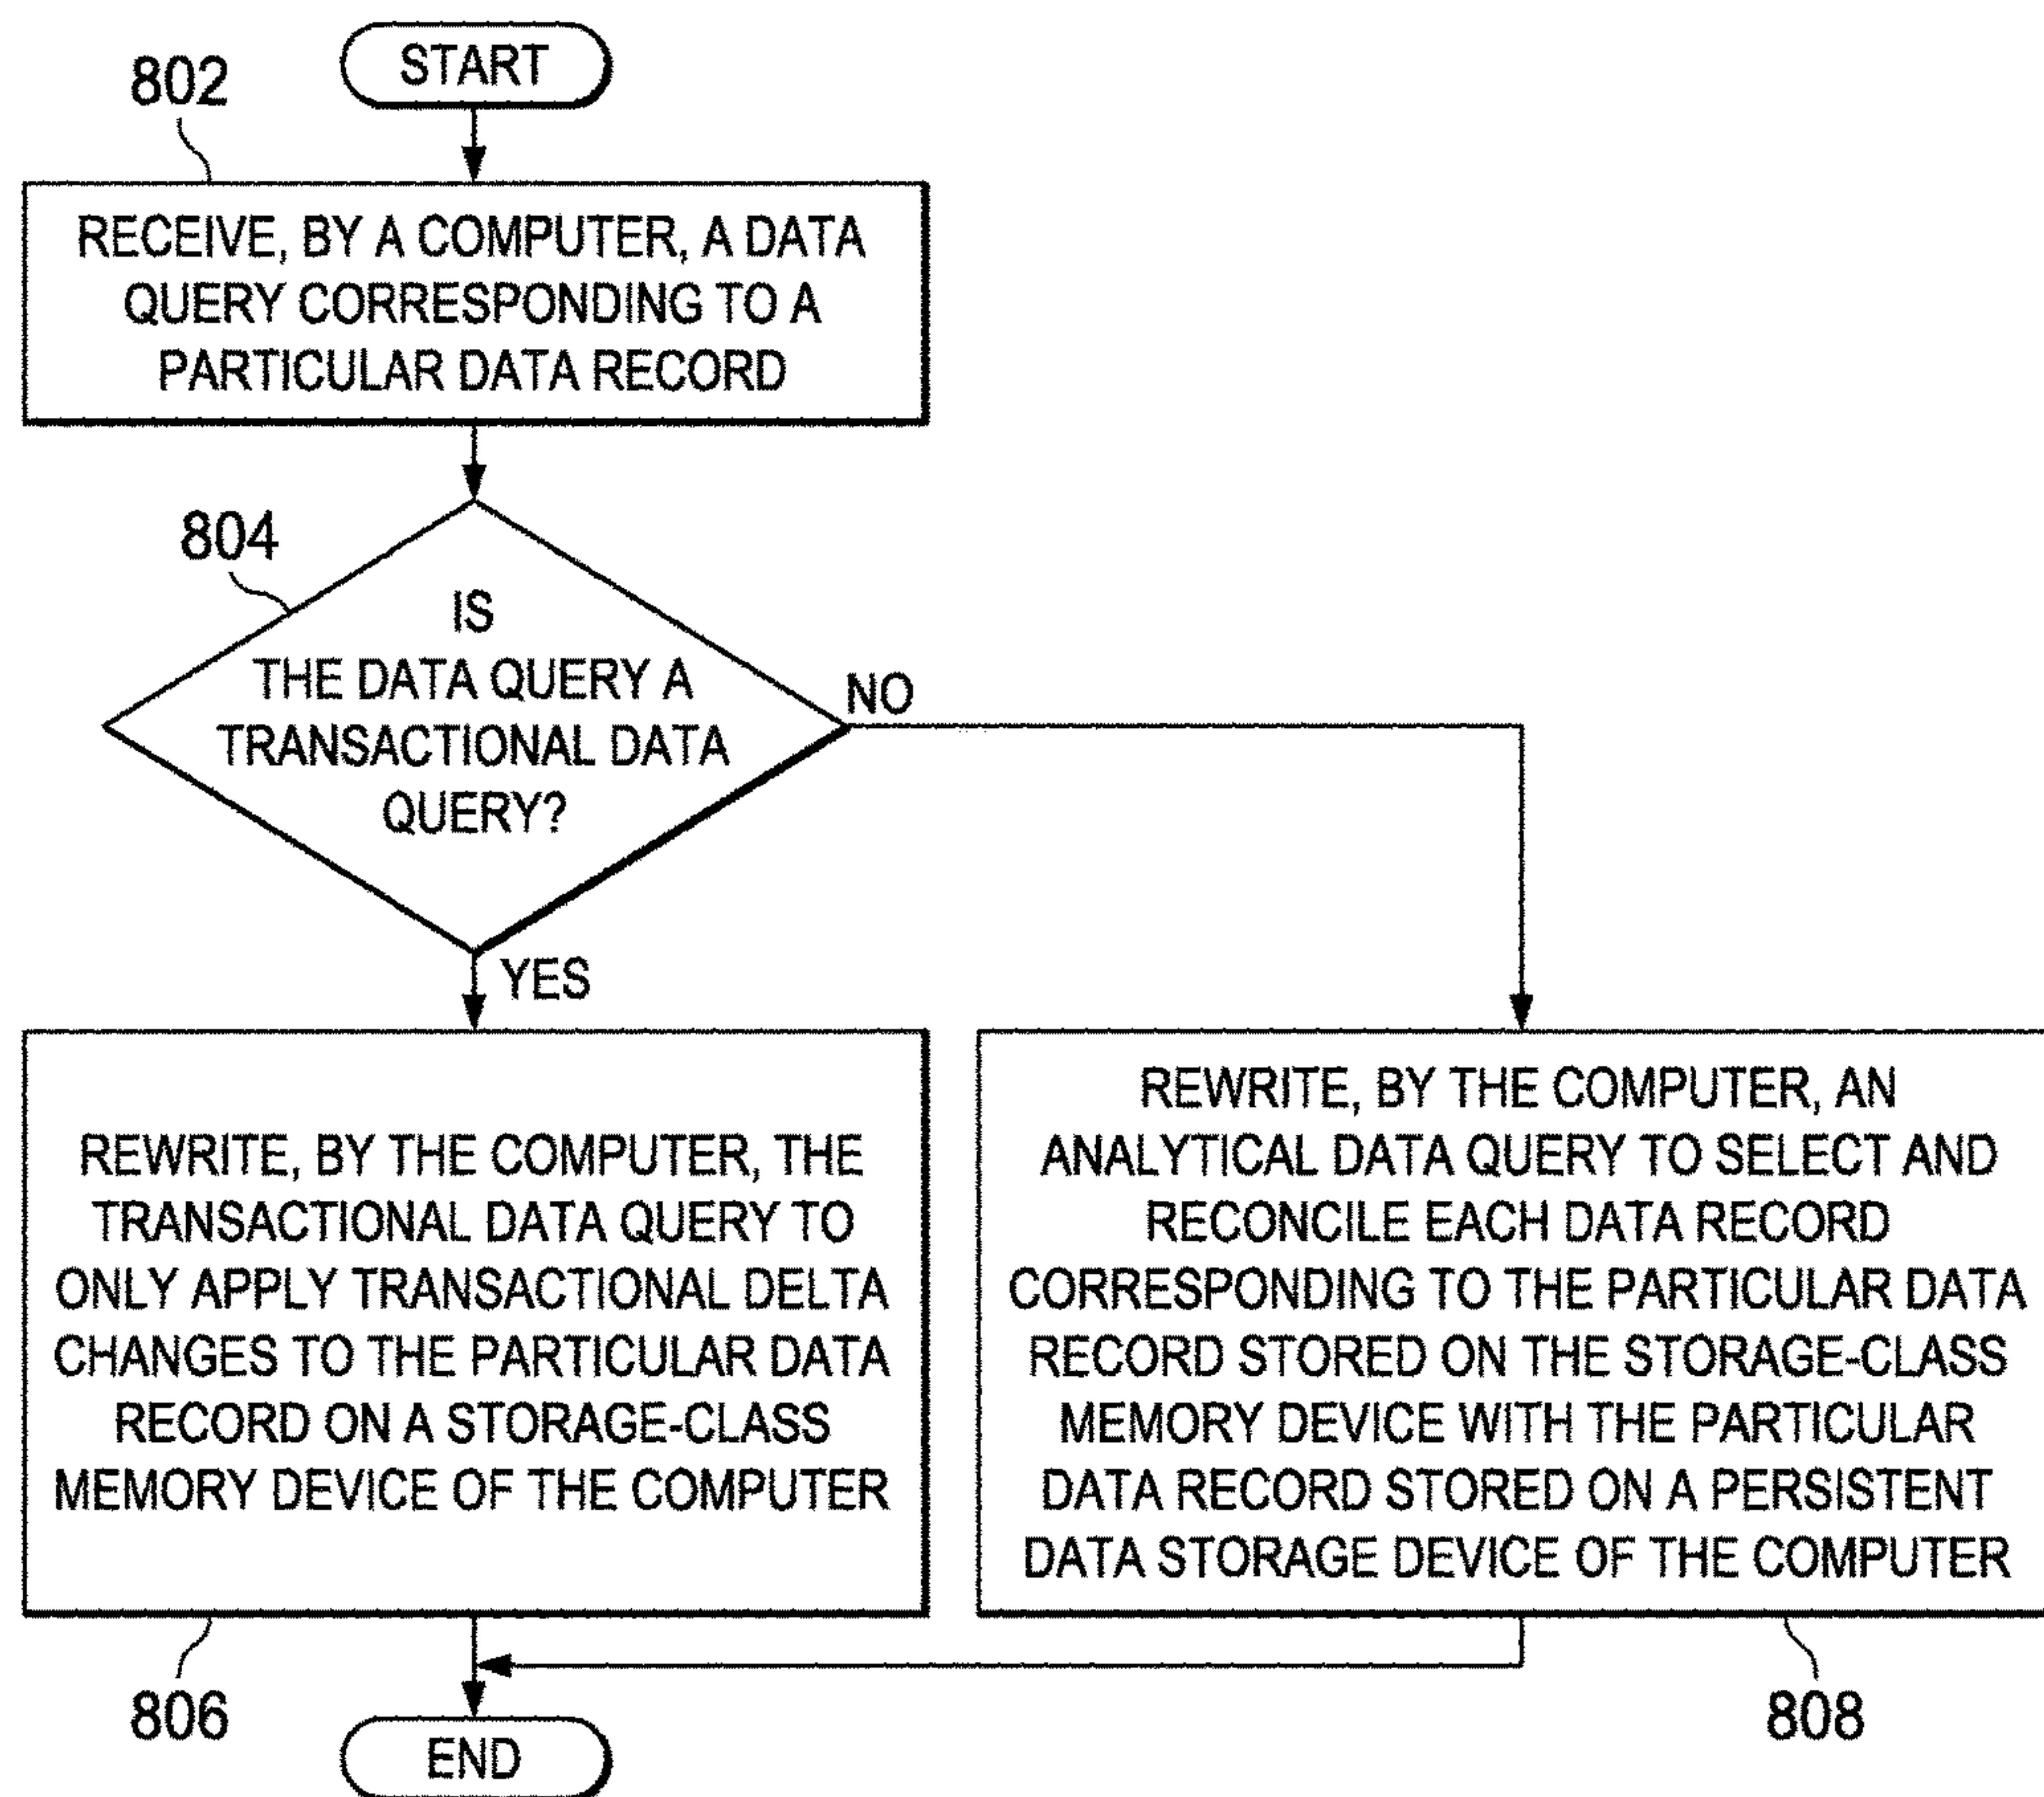 START
802
RECEIVE, BY A COMPUTER, A DATA
QUERY CORRESPONDING TO A
PARTICULAR DATA RECORD
804
IS
THE DATA QUERY A
TRANSACTIONAL DATA
QUERY?
NO
YES
REWRITE, BY THE COMPUTER, THE
TRANSACTIONAL DATA QUERY TO
ONLY APPLY TRANSACTIONAL DELTA
CHANGES TO THE PARTICULAR DATA
RECORD ON A STORAGE-CLASS
MEMORY DEVICE OF THE COMPUTER
806
REWRITE, BY THE COMPUTER, AN
ANALYTICAL DATA QUERY TO SELECT AND
RECONCILE EACH DATA RECORD
CORRESPONDING TO THE PARTICULAR DATA
RECORD STORED ON THE STORAGE-CLASS
MEMORY DEVICE WITH THE PARTICULAR
DATA RECORD STORED ON A PERSISTENT
DATA STORAGE DEVICE OF THE COMPUTER
808
END